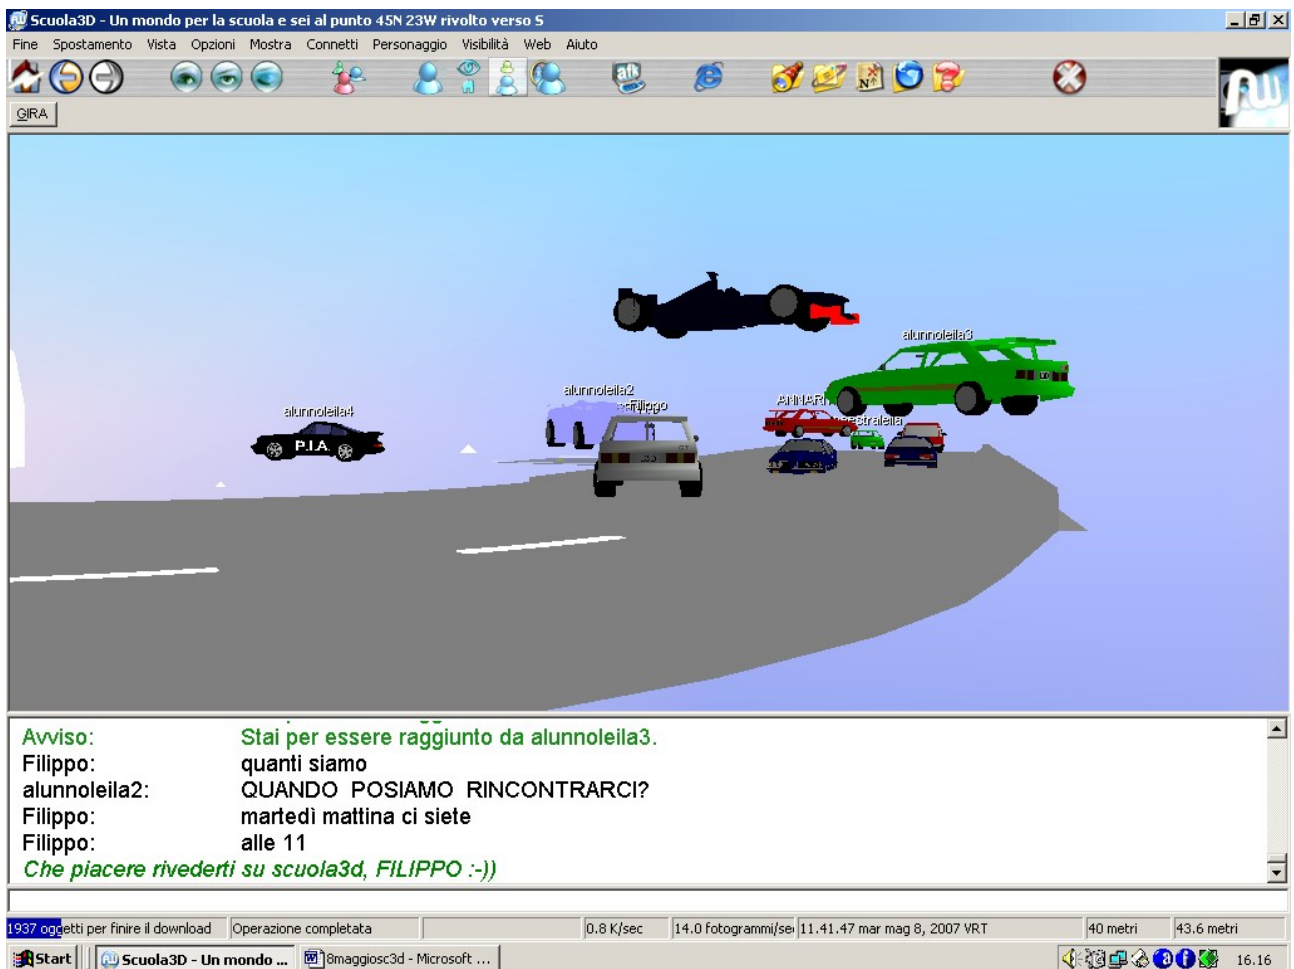 Scuola3D - Un mondo per la scuola e sei al punto 45N 23W rivolto verso S
Fine Spostamento Vista Opzioni Mostra Connetti Personaggio Visibilità Web Aiuto
afk
GIRA
alunnoleila3
alunnoleila2
Filippo
alunnoleila4
P.I.A.
Avviso: Stai per essere raggiunto da alunnoleila3.
Filippo: quanti siamo
alunnoleila2: QUANDO POSIAMO RINCONTRARCI?
Filippo: martedì mattina ci siete
Filippo: alle 11
Che piacere rivederti su scuola3d, FILIPPO :-))
1937 oggetti per finire il download Operazione completata 0.8 K/sec 14.0 fotogrammi/se 11.41.47 mar mag 8, 2007 VRT 40 metri 43.6 metri
Start Scuola3D - Un mondo ... 8maggiosc3d - Microsoft ... 16.16